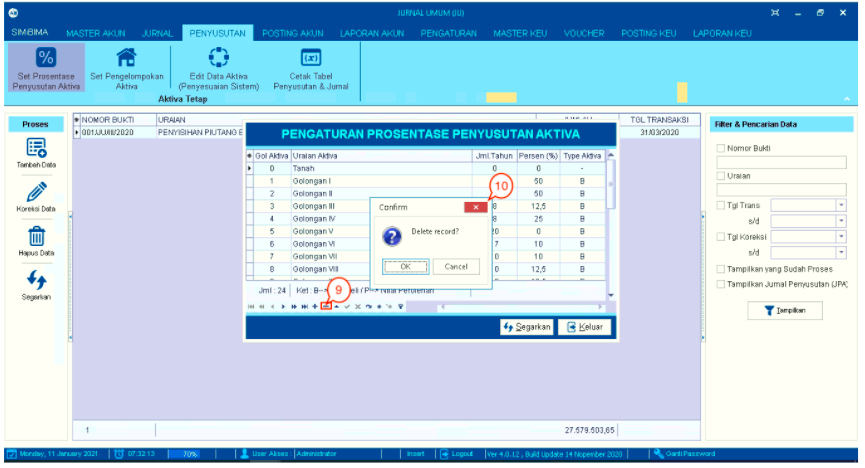 JURNAL UMUM (JU)
SIMBIMA MASTER AKUN JURNAL PENYUSUTAN POSTING AKUN LAPORAN AKUN PENGATURAN MASTER KEU VOUCHER POSTING KEU LAPORAN KEU
Set Prosentase Penyusutan Aktiva
Set Pengelompokan Aktiva
Edit Data Aktiva (Penyesuaian Sistem)
Cetak Tabel Penyusutan & Jurnal
Aktiva Tetap
Proses
Tambah Data
Koreksi Data
Hapus Data
Segarkan
NOMOR BUKTI URAIAN TGL TRANSAKSI
PENYISIHAN PIUTANG 31/03/2020
PENGATURAN PROSENTASE PENYUSUTAN AKTIVA
Gol Aktiva Uraian Aktiva Jml.Tahun Persen (%) Type Aktiva
0 Tanah 0 0 -
1 Golongan I 50 B
2 Golongan II 50 B
3 Golongan III 8 12,5 B
4 Golongan IV 8 25 B
5 Golongan V 20 0 B
6 Golongan VI 7 10 B
7 Golongan VII 0 10 B
8 Golongan VIII 0 12,5 B
Confirm
Delete record?
OK Cancel
10
9
Jml : 24 Ket : B-->
Segarkan Keluar
Filter & Pencarian Data
Nomor Bukti
Uraian
Tgl Trans
s/d
Tgl Koreksi
s/d
Tampilkan yang Sudah Proses
Tampilkan Jurnal Penyusutan (JPA)
Tampilkan
1 27.579.503,65
Monday, 11 January 2021 07:32:13 70% User Akses : Administrator Insert Logout Ver 4.0.12 , Build Update 14 Nopember 2020 Ganti Password